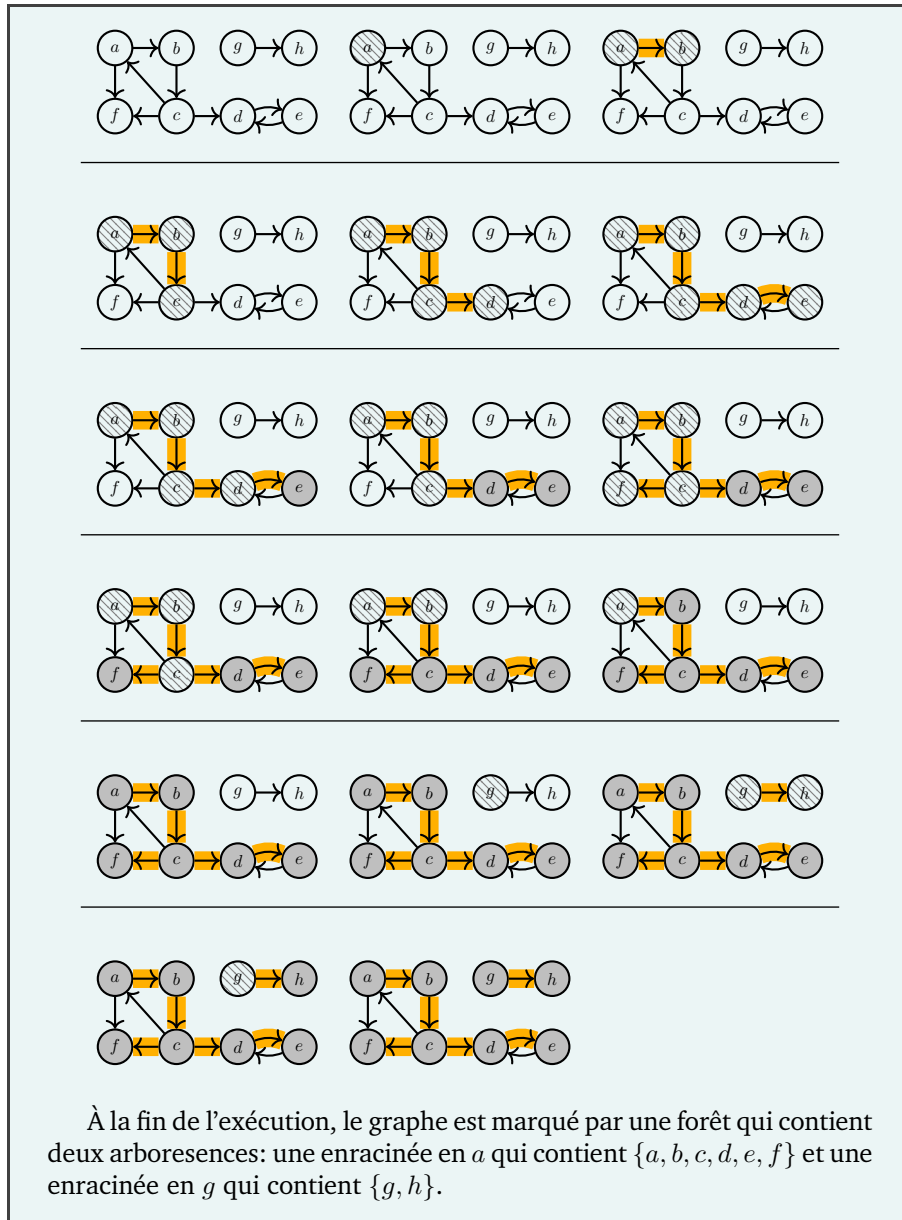 a b g h a b g h a b g h
f c d e f c d e f c d e
a b g h a b g h a b g h
f c d e f c d e f c d e
a b g h a b g h a b g h
f c d e f c d e f c d e
a b g h a b g h a b g h
f c d e f c d e f c d e
a b g h a b g h a b g h
f c d e f c d e f c d e
a b g h a b g h
f c d e f c d e
À la fin de l'exécution, le graphe est marqué par une forêt qui contient
deux arboresences: une enracinée en a qui contient {a, b, c, d, e, f} et une
enracinée en g qui contient {g, h}.